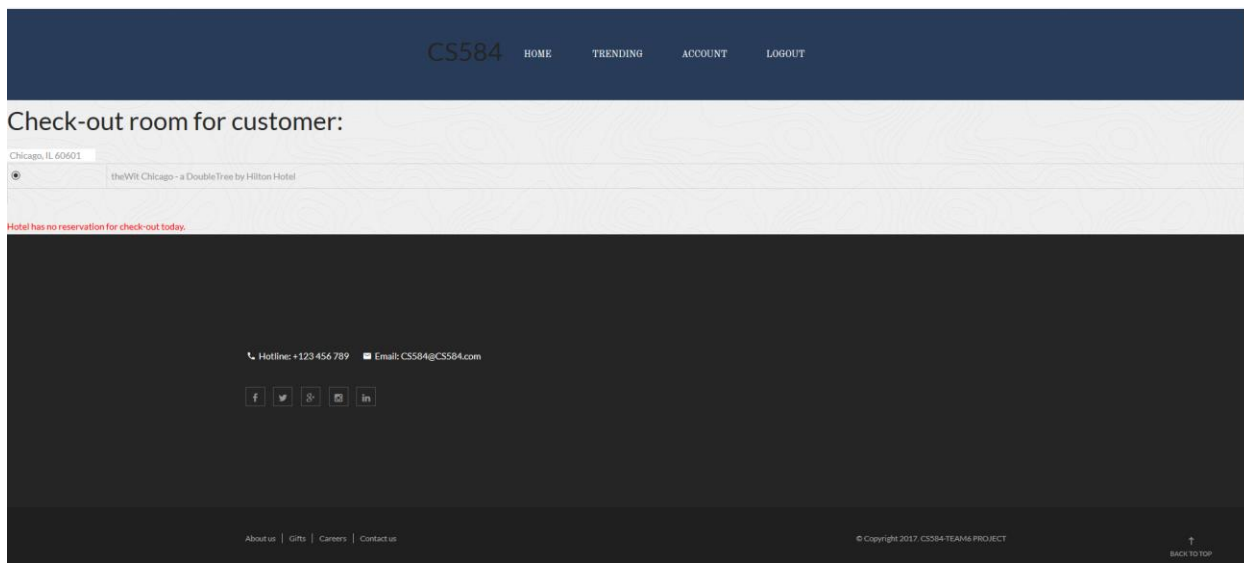 CS584 HOME TRENDING ACCOUNT LOGOUT
Check-out room for customer:
Chicago, IL 60601
theWit Chicago - a DoubleTree by Hilton Hotel
Hotel has no reservation for check-out today.
Hotline: +123 456 789 Email: CS584@CS584.com
About us | Gifts | Careers | Contact us © Copyright 2017. CS584-TEAM6 PROJECT
BACK TO TOP